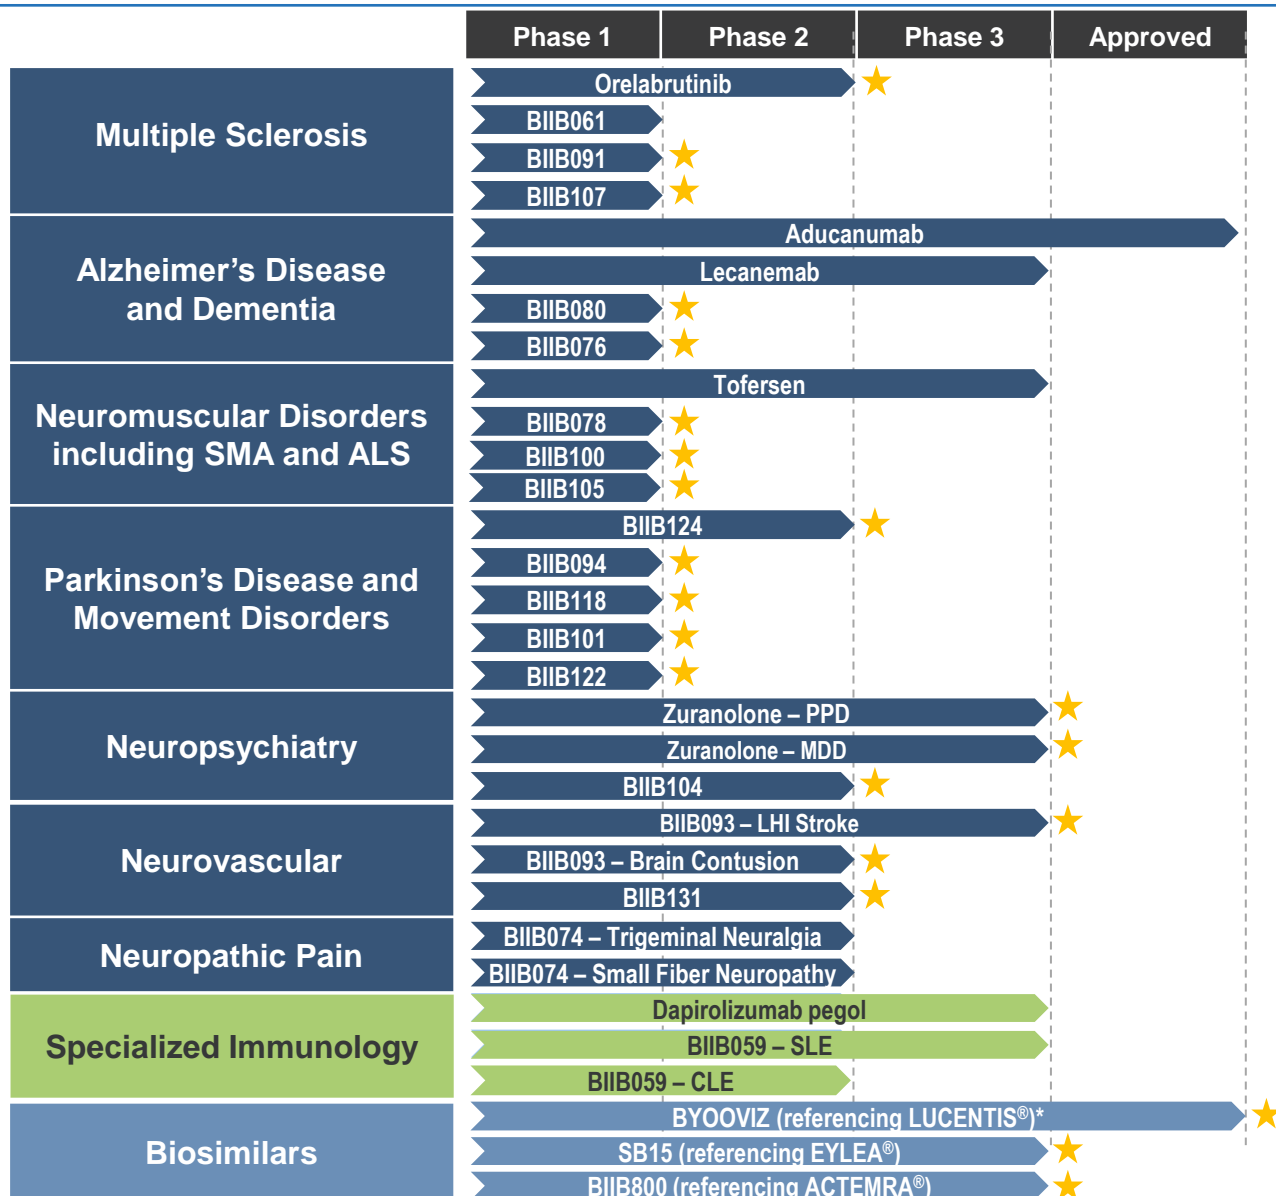 Phase 1 Phase 2 Phase 3 Approved
Multiple Sclerosis
Orelabrutinib
BIIB061
BIIB091
BIIB107
Alzheimer’s Disease
and Dementia
Aducanumab
Lecanemab
BIIB080
BIIB076
Neuromuscular Disorders
including SMA and ALS
Tofersen
BIIB078
BIIB100
BIIB105
Parkinson’s Disease and
Movement Disorders
BIIB124
BIIB094
BIIB118
BIIB101
BIIB122
Neuropsychiatry
Zuranolone – PPD
Zuranolone – MDD
BIIB104
Neurovascular
BIIB093 – LHI Stroke
BIIB093 – Brain Contusion
BIIB131
Neuropathic Pain
BIIB074 – Trigeminal Neuralgia
BIIB074 – Small Fiber Neuropathy
Specialized Immunology
Dapirolizumab pegol
BIIB059 – SLE
BIIB059 – CLE
Biosimilars
BYOOVIZ (referencing LUCENTIS®)*
SB15 (referencing EYLEA®)
BIIB800 (referencing ACTEMRA®)